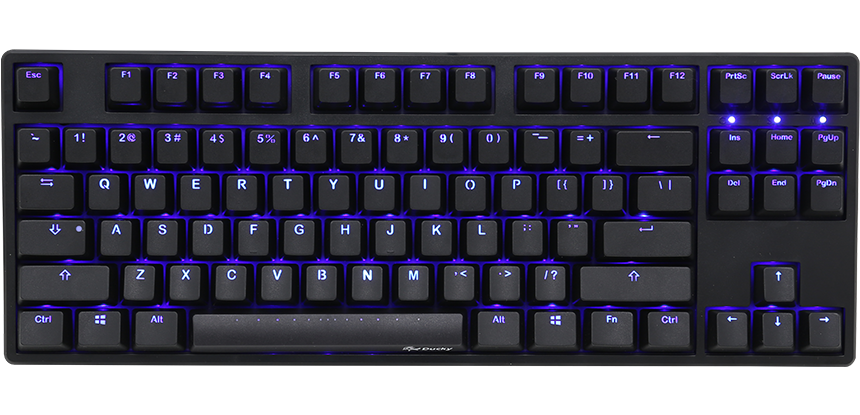 Esc F1 F2 F3 F4 F5 F6 F7 F8 F9 F10 F11 F12 PrtSc ScrLk Pause
`~ 1! 2@ 3# 4$ 5% 6^ 7& 8* 9( 0) -— =+ ← Ins Home PgUp
⇆ Q W E R T Y U I O P [{ ]} \| Del End PgDn
A S D F G H J K L ;: '" ↵
⇧ Z X C V B N M ,< .> /? ⇧ ↑
Ctrl Alt Alt Fn Ctrl ← ↓ →
Ducky